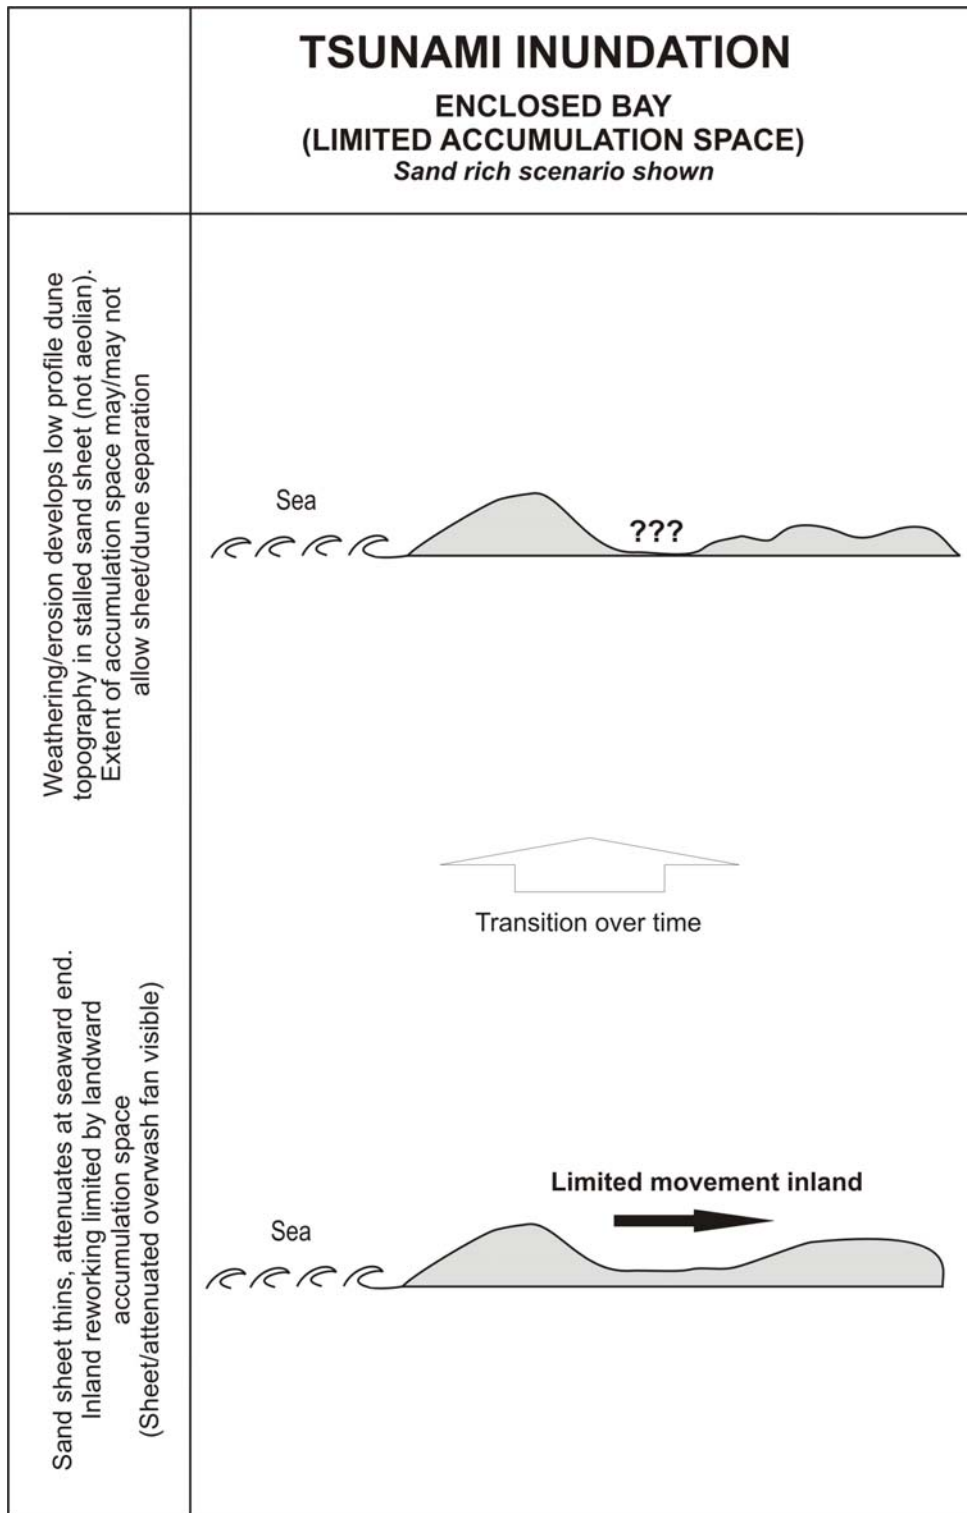 TSUNAMI INUNDATION
ENCLOSED BAY
(LIMITED ACCUMULATION SPACE)
Sand rich scenario shown
Weathering/erosion develops low profile dune
topography in stalled sand sheet (not aeolian).
Extent of accumulation space may/may not
allow sheet/dune separation
Sea
???
Transition over time
Sand sheet thins, attenuates at seaward end.
Inland reworking limited by landward
accumulation space
(Sheet/attenuated overwash fan visible)
Limited movement inland
Sea